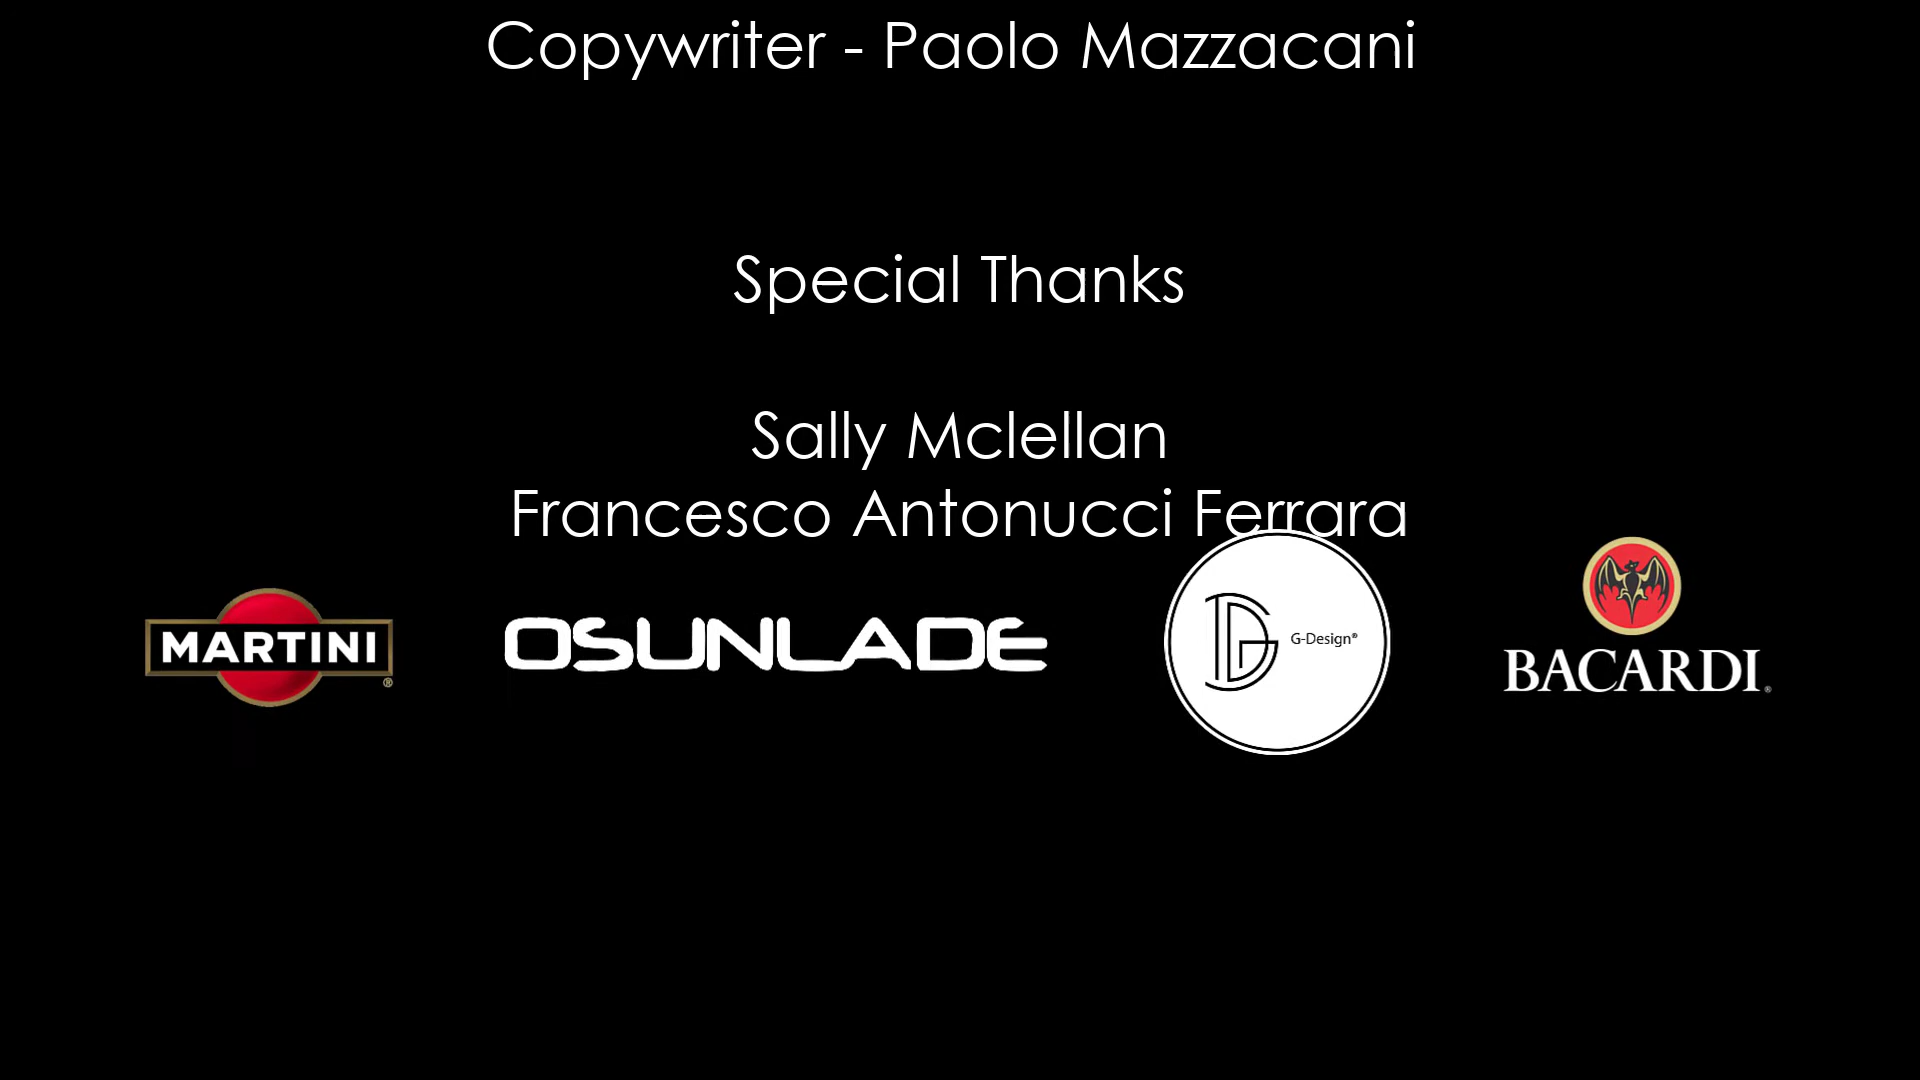 Copywriter - Paolo Mazzacani
Special Thanks
Sally Mclellan
Francesco Antonucci Ferrara
MARTINI
®
OSUNLADE
G-Design®
BACARDI®